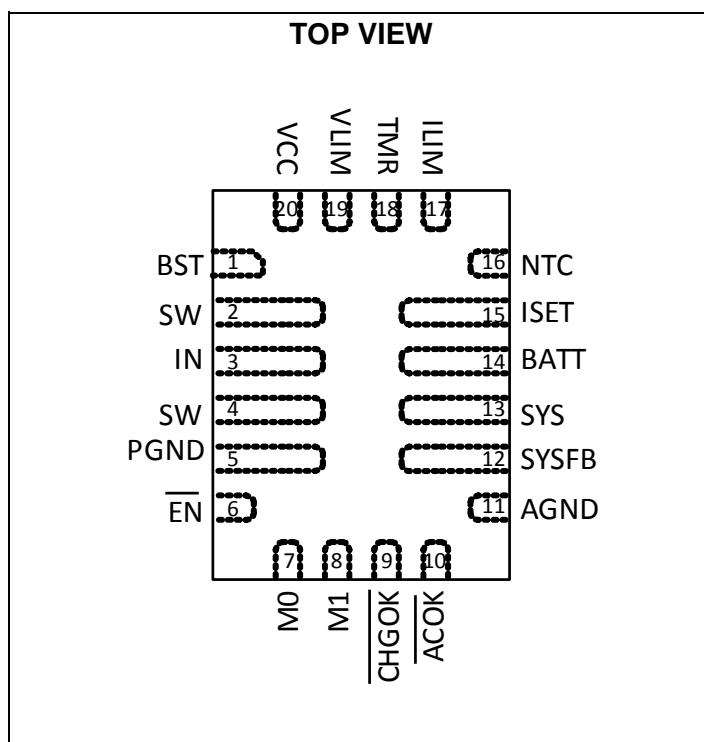 TOP VIEW
VCC
VLIM
TMR
ILIM
20
19
18
17
BST 1
16 NTC
SW 2
15 ISET
IN 3
14 BATT
SW 4
13 SYS
PGND 5
12 SYSFB
EN 6
11 AGND
7
8
9
10
M0
M1
CHGOK
ACOK